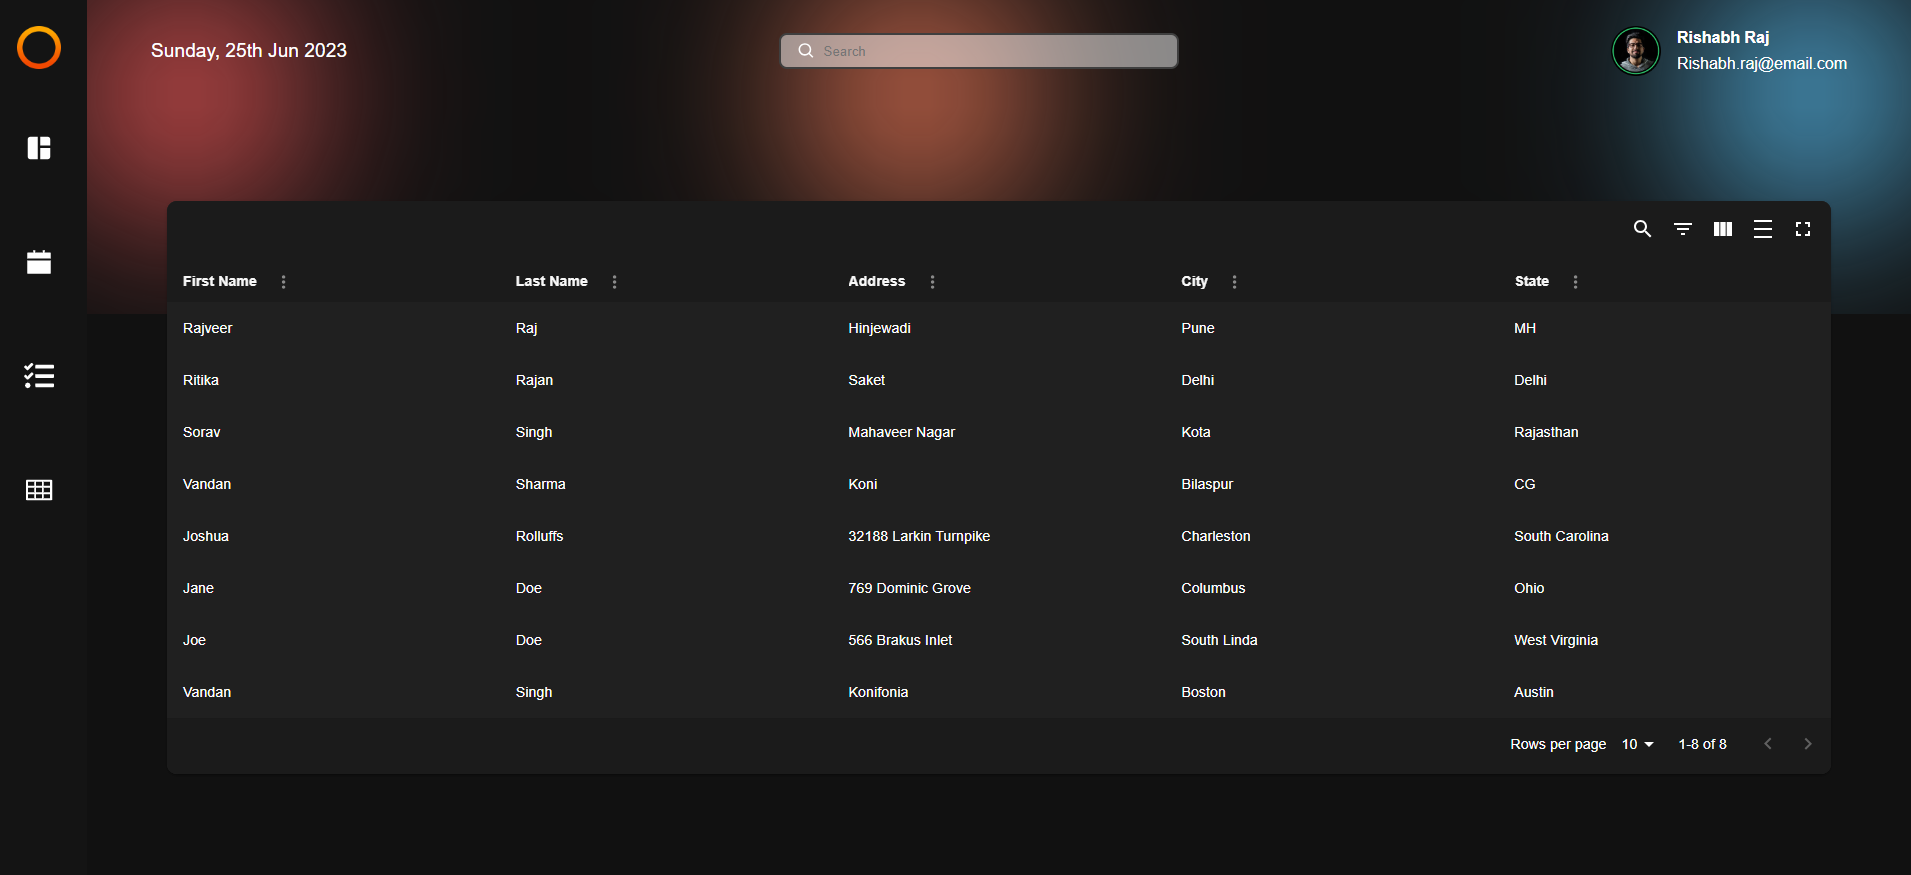 Sunday, 25th Jun 2023
Search
Rishabh Raj
Rishabh.raj@email.com
First Name Last Name Address City State
Rajveer Raj Hinjewadi Pune MH
Ritika Rajan Saket Delhi Delhi
Sorav Singh Mahaveer Nagar Kota Rajasthan
Vandan Sharma Koni Bilaspur CG
Joshua Rolluffs 32188 Larkin Turnpike Charleston South Carolina
Jane Doe 769 Dominic Grove Columbus Ohio
Joe Doe 566 Brakus Inlet South Linda West Virginia
Vandan Singh Konifonia Boston Austin
Rows per page 10 1-8 of 8